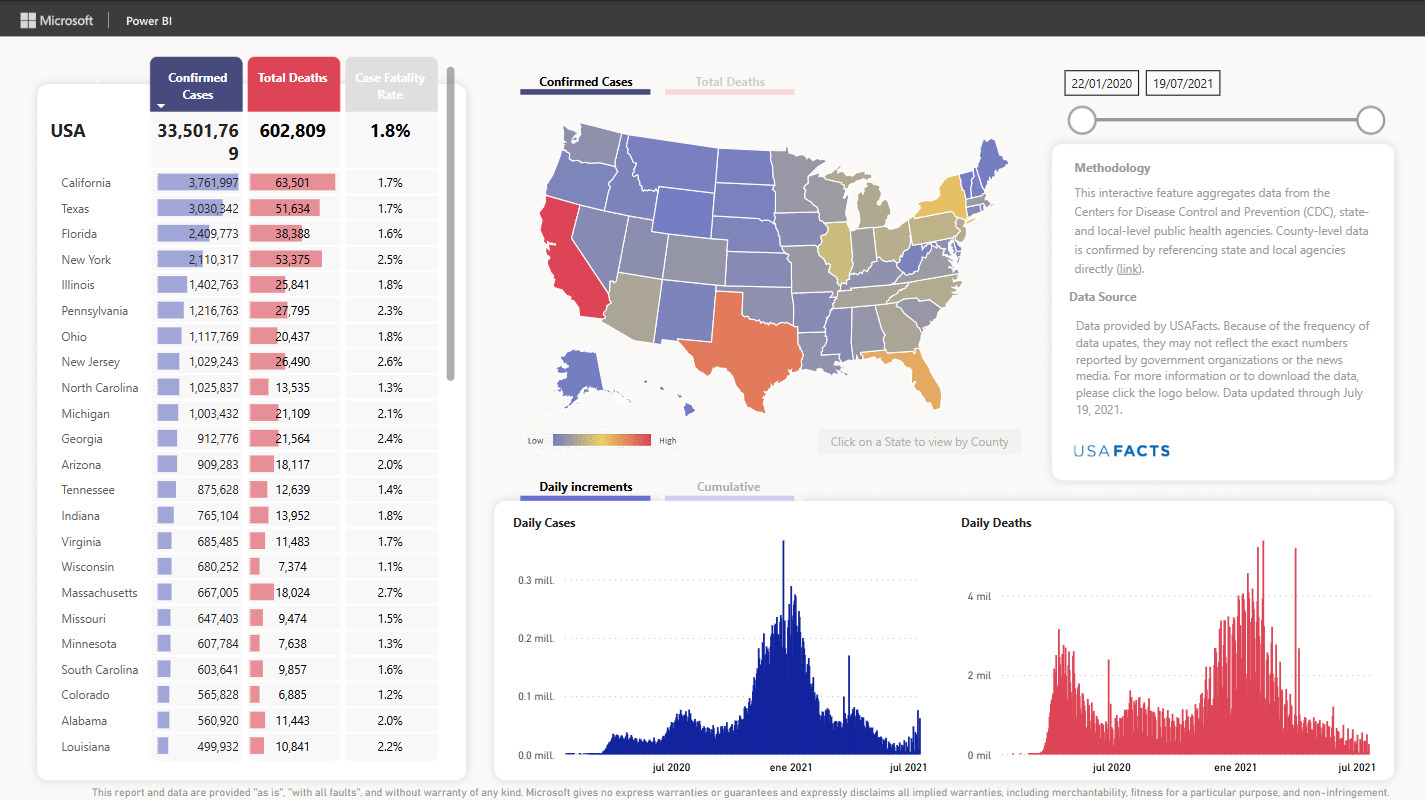 Microsoft
Power BI
Confirmed
Cases
Total Deaths
Case Fatality
Rate
USA
33,501,76
9
602,809
1.8%
California 3,761,997 63,501 1.7%
Texas 3,030,342 51,634 1.7%
Florida 2,409,773 38,388 1.6%
New York 2,110,317 53,375 2.5%
Illinois 1,402,763 25,841 1.8%
Pennsylvania 1,216,763 27,795 2.3%
Ohio 1,117,769 20,437 1.8%
New Jersey 1,029,243 26,490 2.6%
North Carolina 1,025,837 13,535 1.3%
Michigan 1,003,432 21,109 2.1%
Georgia 912,776 21,564 2.4%
Arizona 909,283 18,117 2.0%
Tennessee 875,628 12,639 1.4%
Indiana 765,104 13,952 1.8%
Virginia 685,485 11,483 1.7%
Wisconsin 680,252 7,374 1.1%
Massachusetts 667,005 18,024 2.7%
Missouri 647,403 9,474 1.5%
Minnesota 607,784 7,638 1.3%
South Carolina 603,641 9,857 1.6%
Colorado 565,828 6,885 1.2%
Alabama 560,920 11,443 2.0%
Louisiana 499,932 10,841 2.2%
Confirmed Cases
Total Deaths
Low
High
Click on a State to view by County
22/01/2020
19/07/2021
Methodology
This interactive feature aggregates data from the
Centers for Disease Control and Prevention (CDC), state-
and local-level public health agencies. County-level data
is confirmed by referencing state and local agencies
directly (link).
Data Source
Data provided by USAFacts. Because of the frequency of
data upates, they may not reflect the exact numbers
reported by government organizations or the news
media. For more information or to download the data,
please click the logo below. Data updated through July
19, 2021.
USAFACTS
Daily increments
Cumulative
Daily Cases
0.3 mill.
0.2 mill.
0.1 mill.
0.0 mill.
jul 2020
ene 2021
jul 2021
Daily Deaths
4 mil
2 mil
0 mil
jul 2020
ene 2021
jul 2021
This report and data are provided "as is", "with all faults", and without warranty of any kind. Microsoft gives no express warranties or guarantees and expressly disclaims all implied warranties, including merchantability, fitness for a particular purpose, and non-infringement.